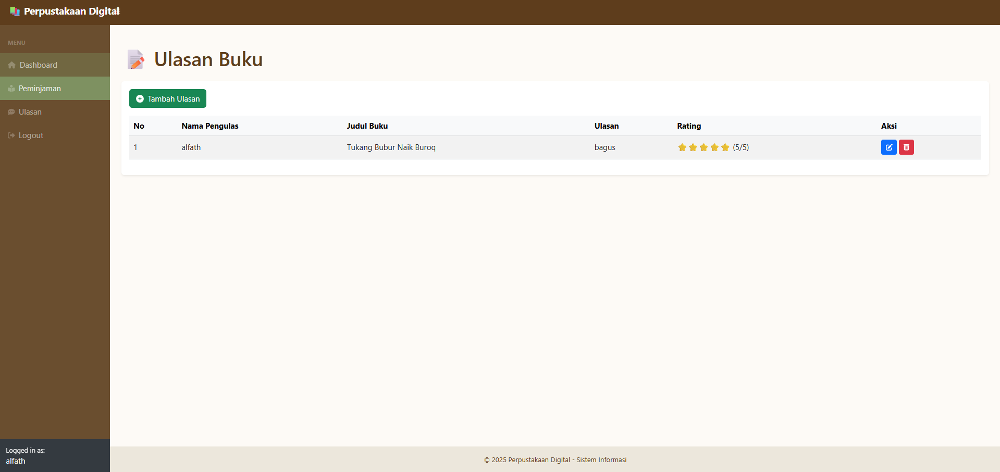 Perpustakaan Digital
MENU
Dashboard
Peminjaman
Ulasan
Logout
Logged in as:
alfath
Ulasan Buku
Tambah Ulasan
No Nama Pengulas Judul Buku Ulasan Rating Aksi
1 alfath Tukang Bubur Naik Buroq bagus (5/5)
© 2025 Perpustakaan Digital - Sistem Informasi